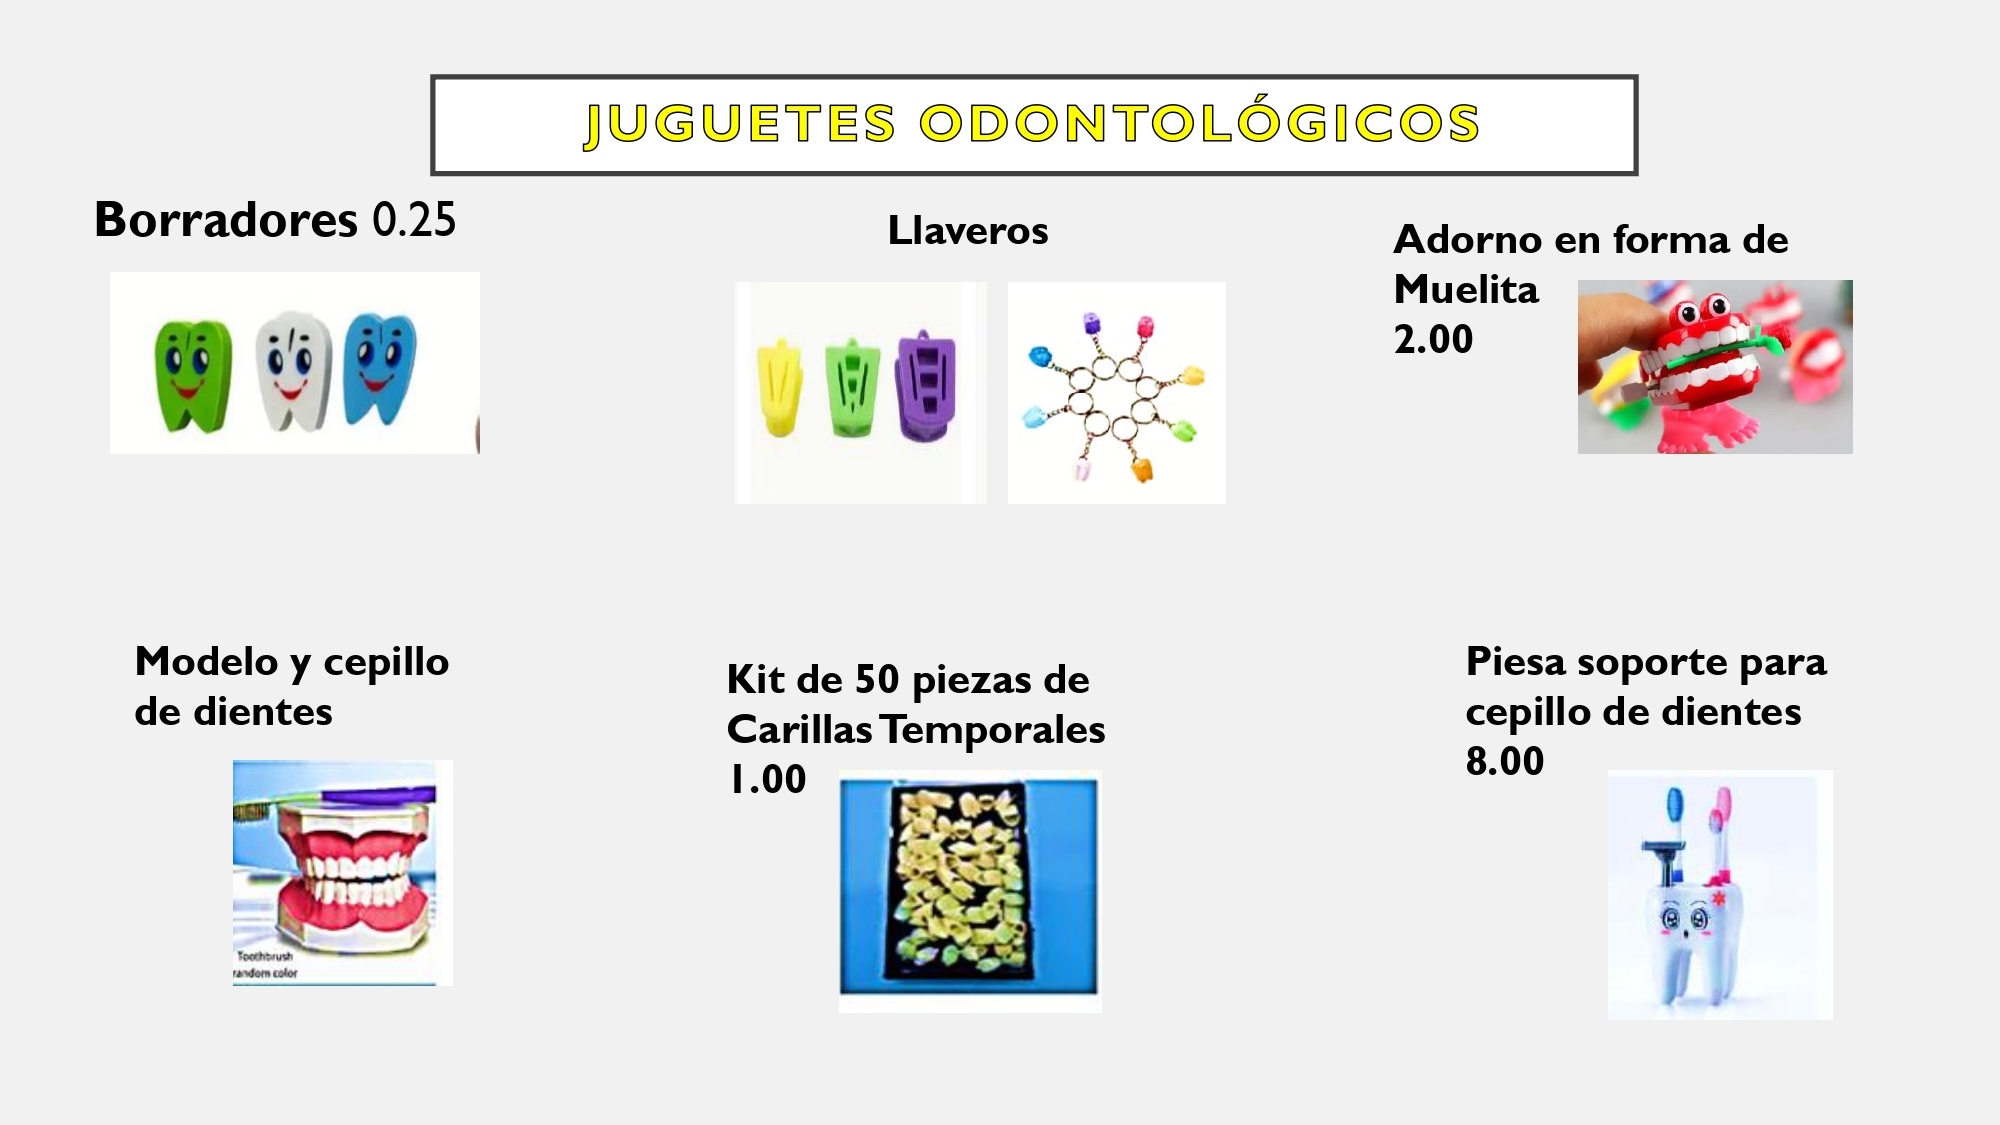 JUGUETES ODONTOLÓGICOS
Borradores 0.25
Llaveros
Adorno en forma de
Muelita
2.00
Modelo y cepillo
de dientes
Toothbrush
random color
Kit de 50 piezas de
Carillas Temporales
1.00
Piesa soporte para
cepillo de dientes
8.00